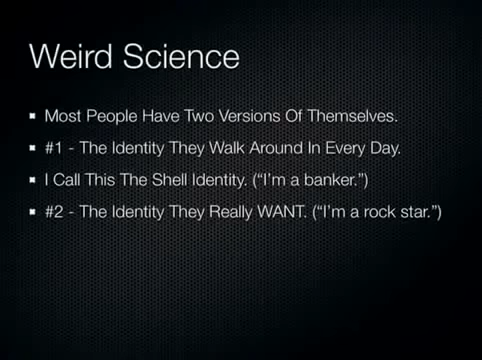 Weird Science
Most People Have Two Versions Of Themselves.
#1 - The Identity They Walk Around In Every Day.
I Call This The Shell Identity. (“I’m a banker.”)
#2 - The Identity They Really WANT. (“I’m a rock star.”)